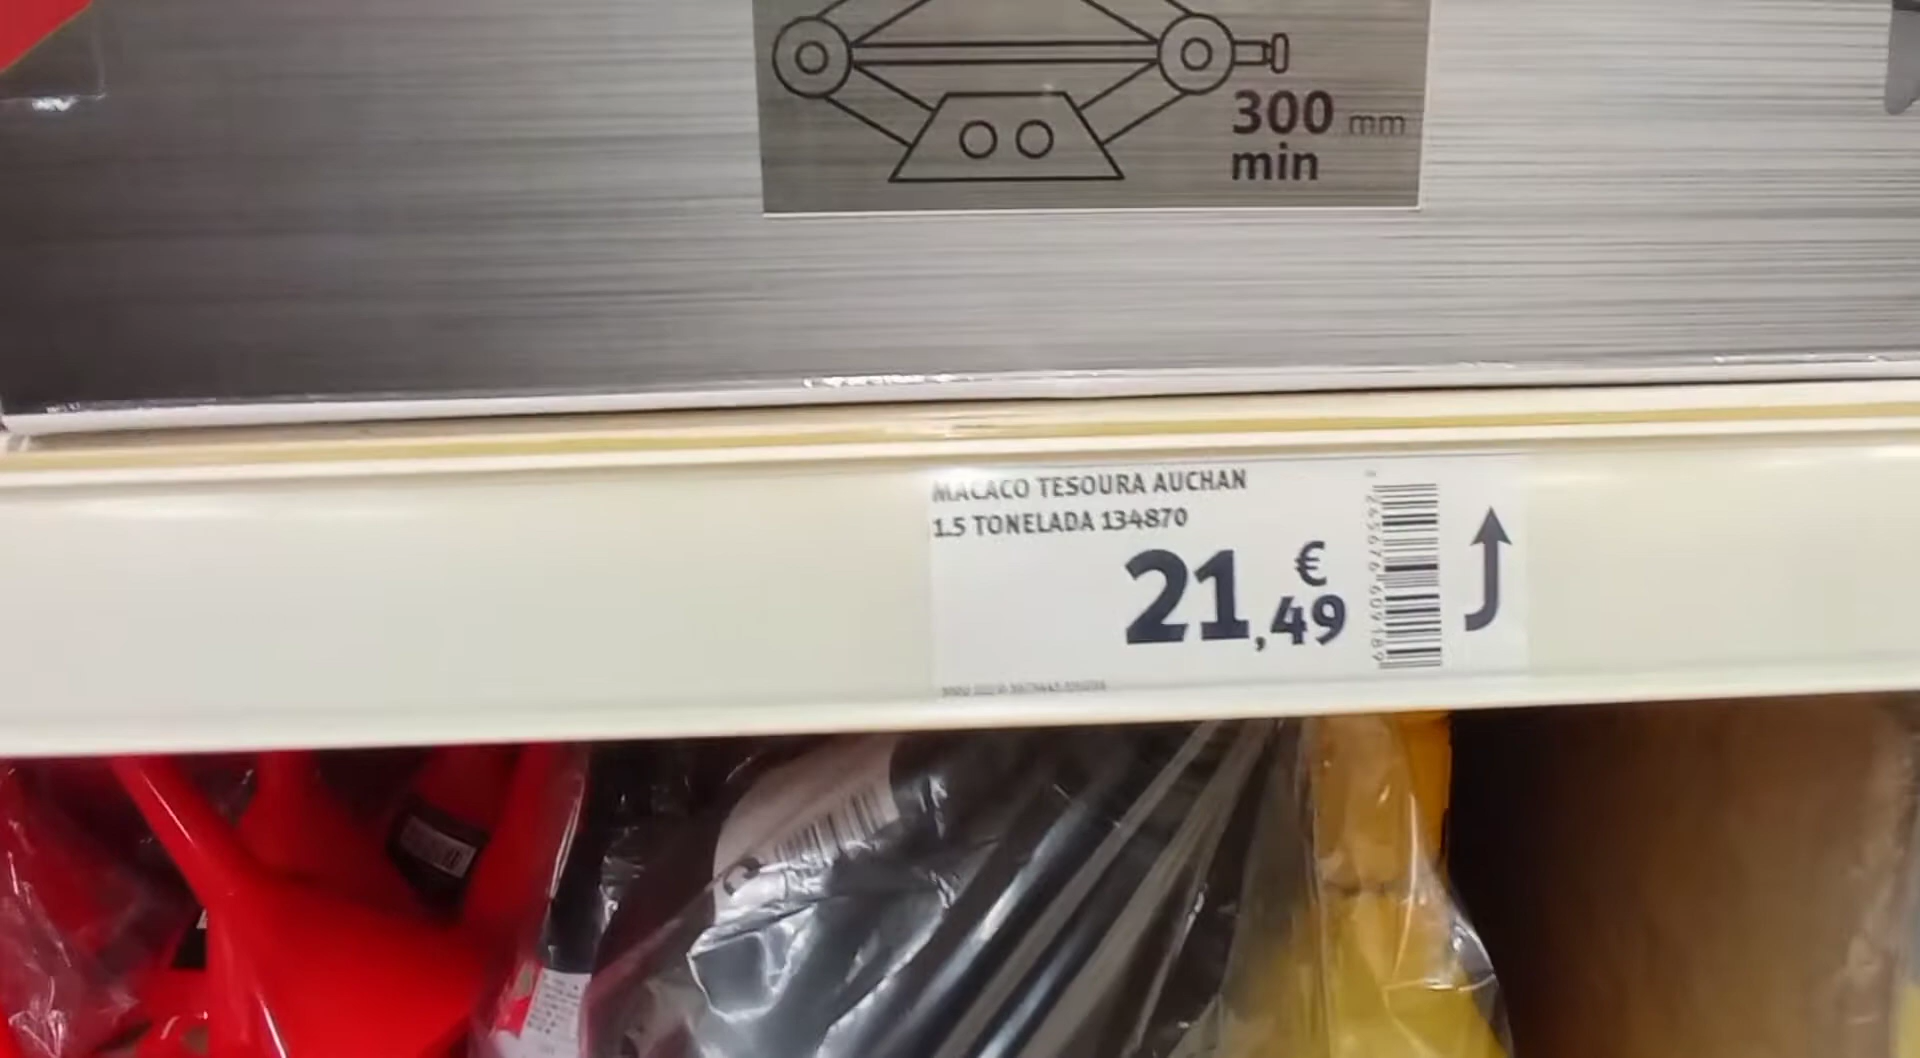 300 mm
min
MACACO TESOURA AUCHAN
1.5 TONELADA 134870
21,49 €